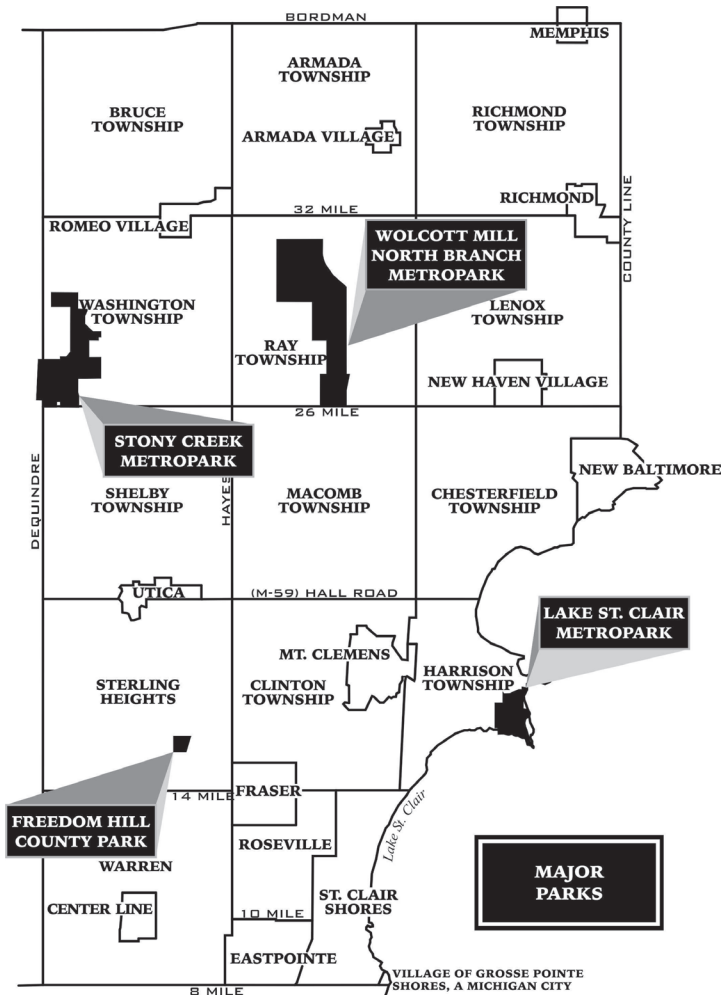 BORDMAN
MEMPHIS
ARMADA
TOWNSHIP
BRUCE
TOWNSHIP
RICHMOND
TOWNSHIP
ARMADA VILLAGE
RICHMOND
COUNTY LINE
32 MILE
ROMEO VILLAGE
WOLCOTT MILL
NORTH BRANCH
METROPARK
WASHINGTON
TOWNSHIP
LENOX
TOWNSHIP
RAY
TOWNSHIP
NEW HAVEN VILLAGE
26 MILE
STONY CREEK
METROPARK
DEQUINDRE
HAYES
NEW BALTIMORE
SHELBY
TOWNSHIP
MACOMB
TOWNSHIP
CHESTERFIELD
TOWNSHIP
UTICA
(M-59) HALL ROAD
LAKE ST. CLAIR
METROPARK
MT. CLEMENS
STERLING
HEIGHTS
CLINTON
TOWNSHIP
HARRISON
TOWNSHIP
14 MILE
FRASER
FREEDOM HILL
COUNTY PARK
Lake St. Clair
ROSEVILLE
WARREN
MAJOR
PARKS
CENTER LINE
10 MILE
ST. CLAIR
SHORES
EASTPOINTE
VILLAGE OF GROSSE POINTE
SHORES, A MICHIGAN CITY
8 MILE